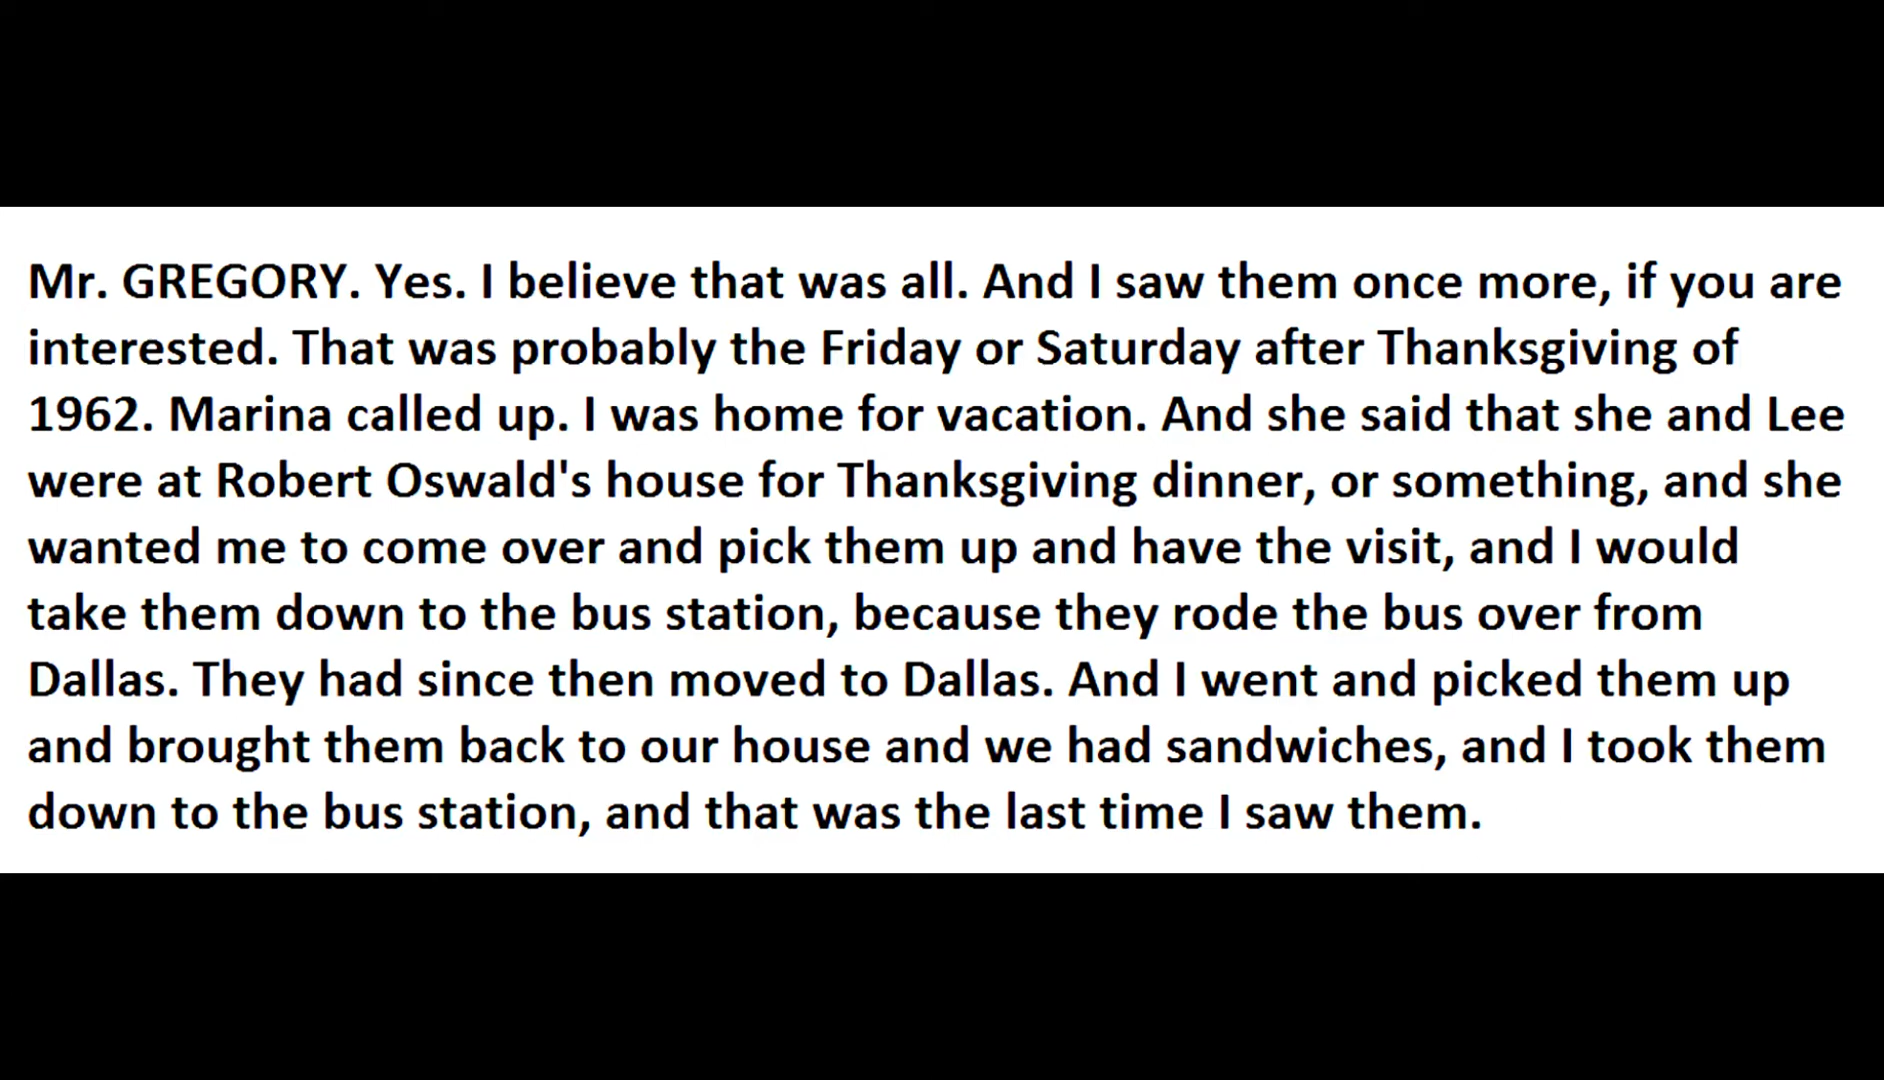 Mr. GREGORY. Yes. I believe that was all. And I saw them once more, if you are
interested. That was probably the Friday or Saturday after Thanksgiving of
1962. Marina called up. I was home for vacation. And she said that she and Lee
were at Robert Oswald's house for Thanksgiving dinner, or something, and she
wanted me to come over and pick them up and have the visit, and I would
take them down to the bus station, because they rode the bus over from
Dallas. They had since then moved to Dallas. And I went and picked them up
and brought them back to our house and we had sandwiches, and I took them
down to the bus station, and that was the last time I saw them.